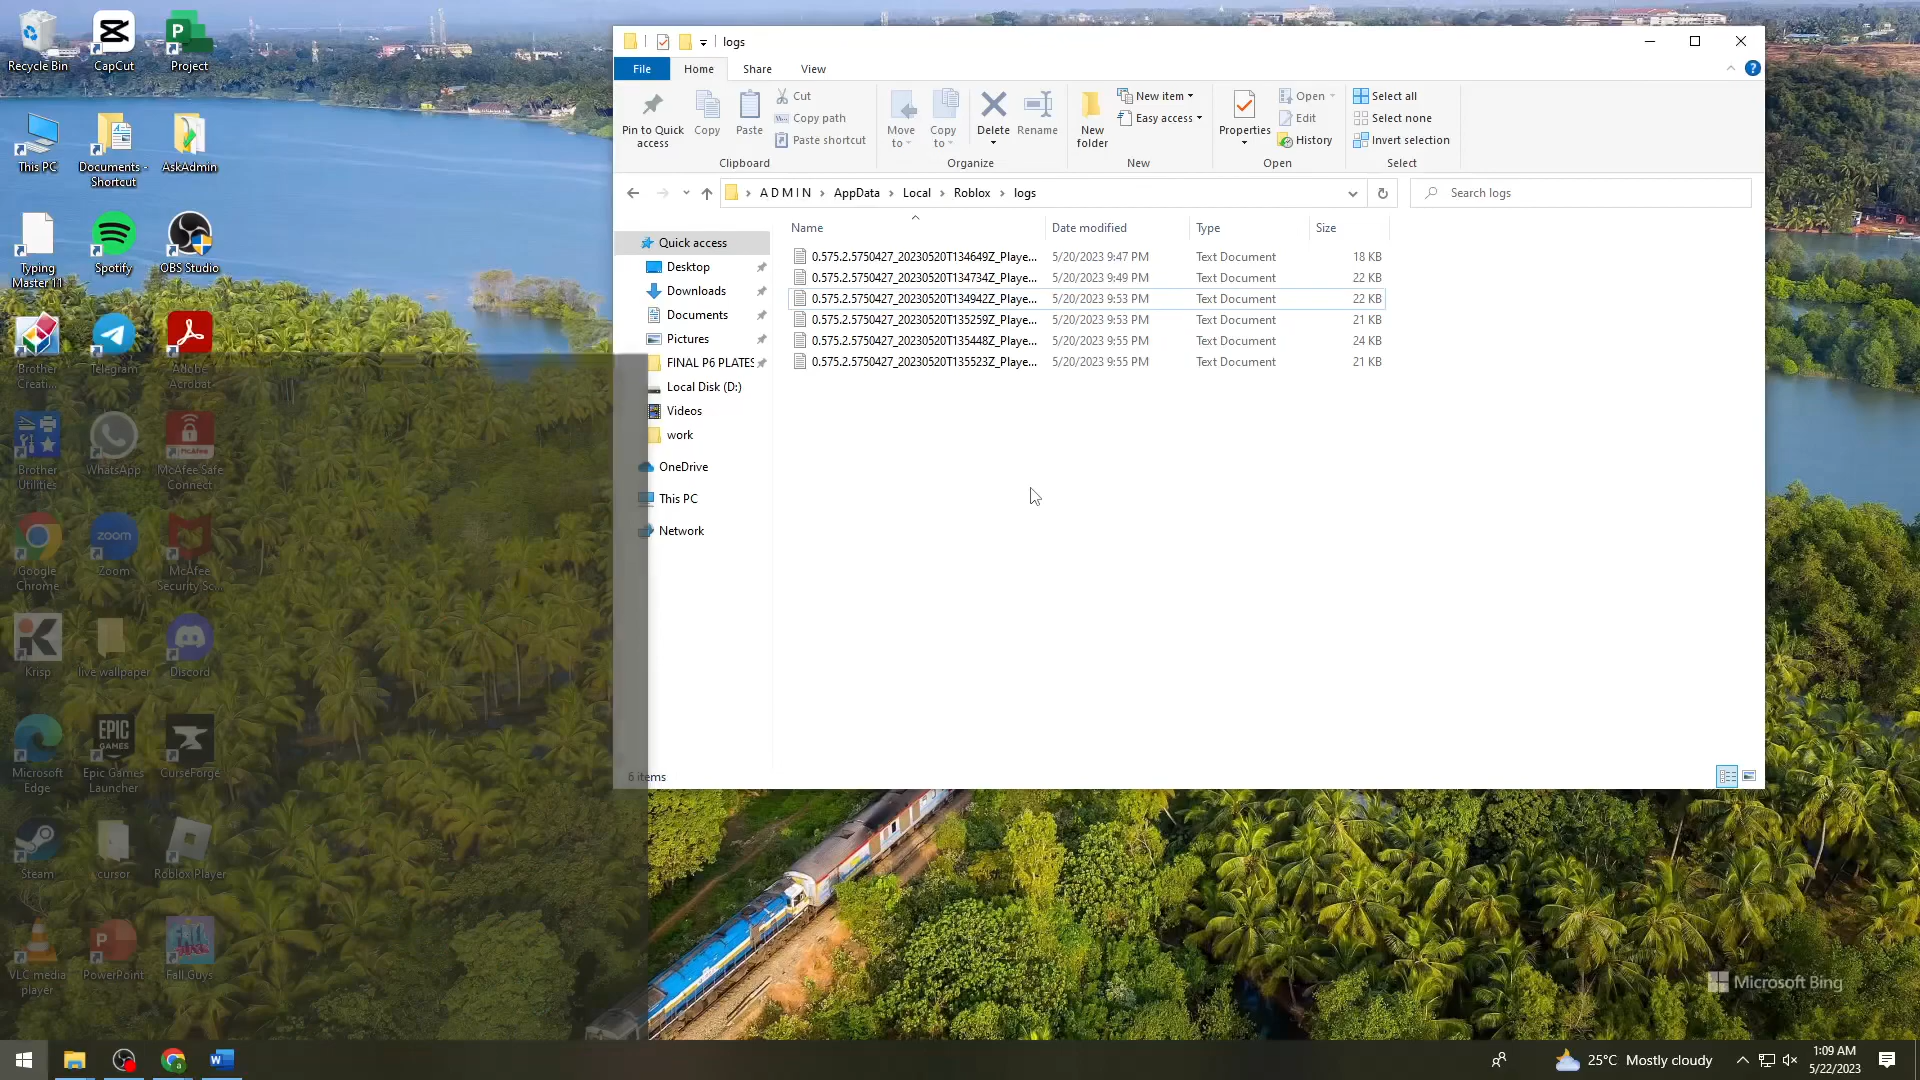 Recycle Bin
CapCut
Project
This PC
Documents -
Shortcut
AskAdmin
Typing
Master 11
Spotify
OBS Studio
Brother
Creati...
Telegram
Adobe
Acrobat
Brother
Utilities
WhatsApp
McAfee
McAfee Safe
Connect
Google
Chrome
zoom
Zoom
McAfee
Security Sc...
Krisp
live wallpaper
Discord
Microsoft
Edge
EPIC
GAMES
Epic Games
Launcher
CurseForge
Steam
cursor
Roblox Player
VLC media
player
PowerPoint
Fall Guys
logs
File
Home
Share
View
Pin to Quick
access
Copy
Paste
Cut
Copy path
Paste shortcut
Clipboard
Move
to
Copy
to
Delete
Rename
Organize
New
folder
New item
Easy access
New
Properties
Open
Edit
History
Open
Select all
Select none
Invert selection
Select
A D M I N > AppData > Local > Roblox > logs
Search logs
Quick access
Desktop
Downloads
Documents
Pictures
FINAL P6 PLATES
Local Disk (D:)
Videos
work
OneDrive
This PC
Network
Name Date modified Type Size
0.575.2.5750427_20230520T134649Z_Playe... 5/20/2023 9:47 PM Text Document 18 KB
0.575.2.5750427_20230520T134734Z_Playe... 5/20/2023 9:49 PM Text Document 22 KB
0.575.2.5750427_20230520T134942Z_Playe... 5/20/2023 9:53 PM Text Document 22 KB
0.575.2.5750427_20230520T135259Z_Playe... 5/20/2023 9:53 PM Text Document 21 KB
0.575.2.5750427_20230520T135448Z_Playe... 5/20/2023 9:55 PM Text Document 24 KB
0.575.2.5750427_20230520T135523Z_Playe... 5/20/2023 9:55 PM Text Document 21 KB
6 items
Microsoft Bing
25°C Mostly cloudy
1:09 AM
5/22/2023